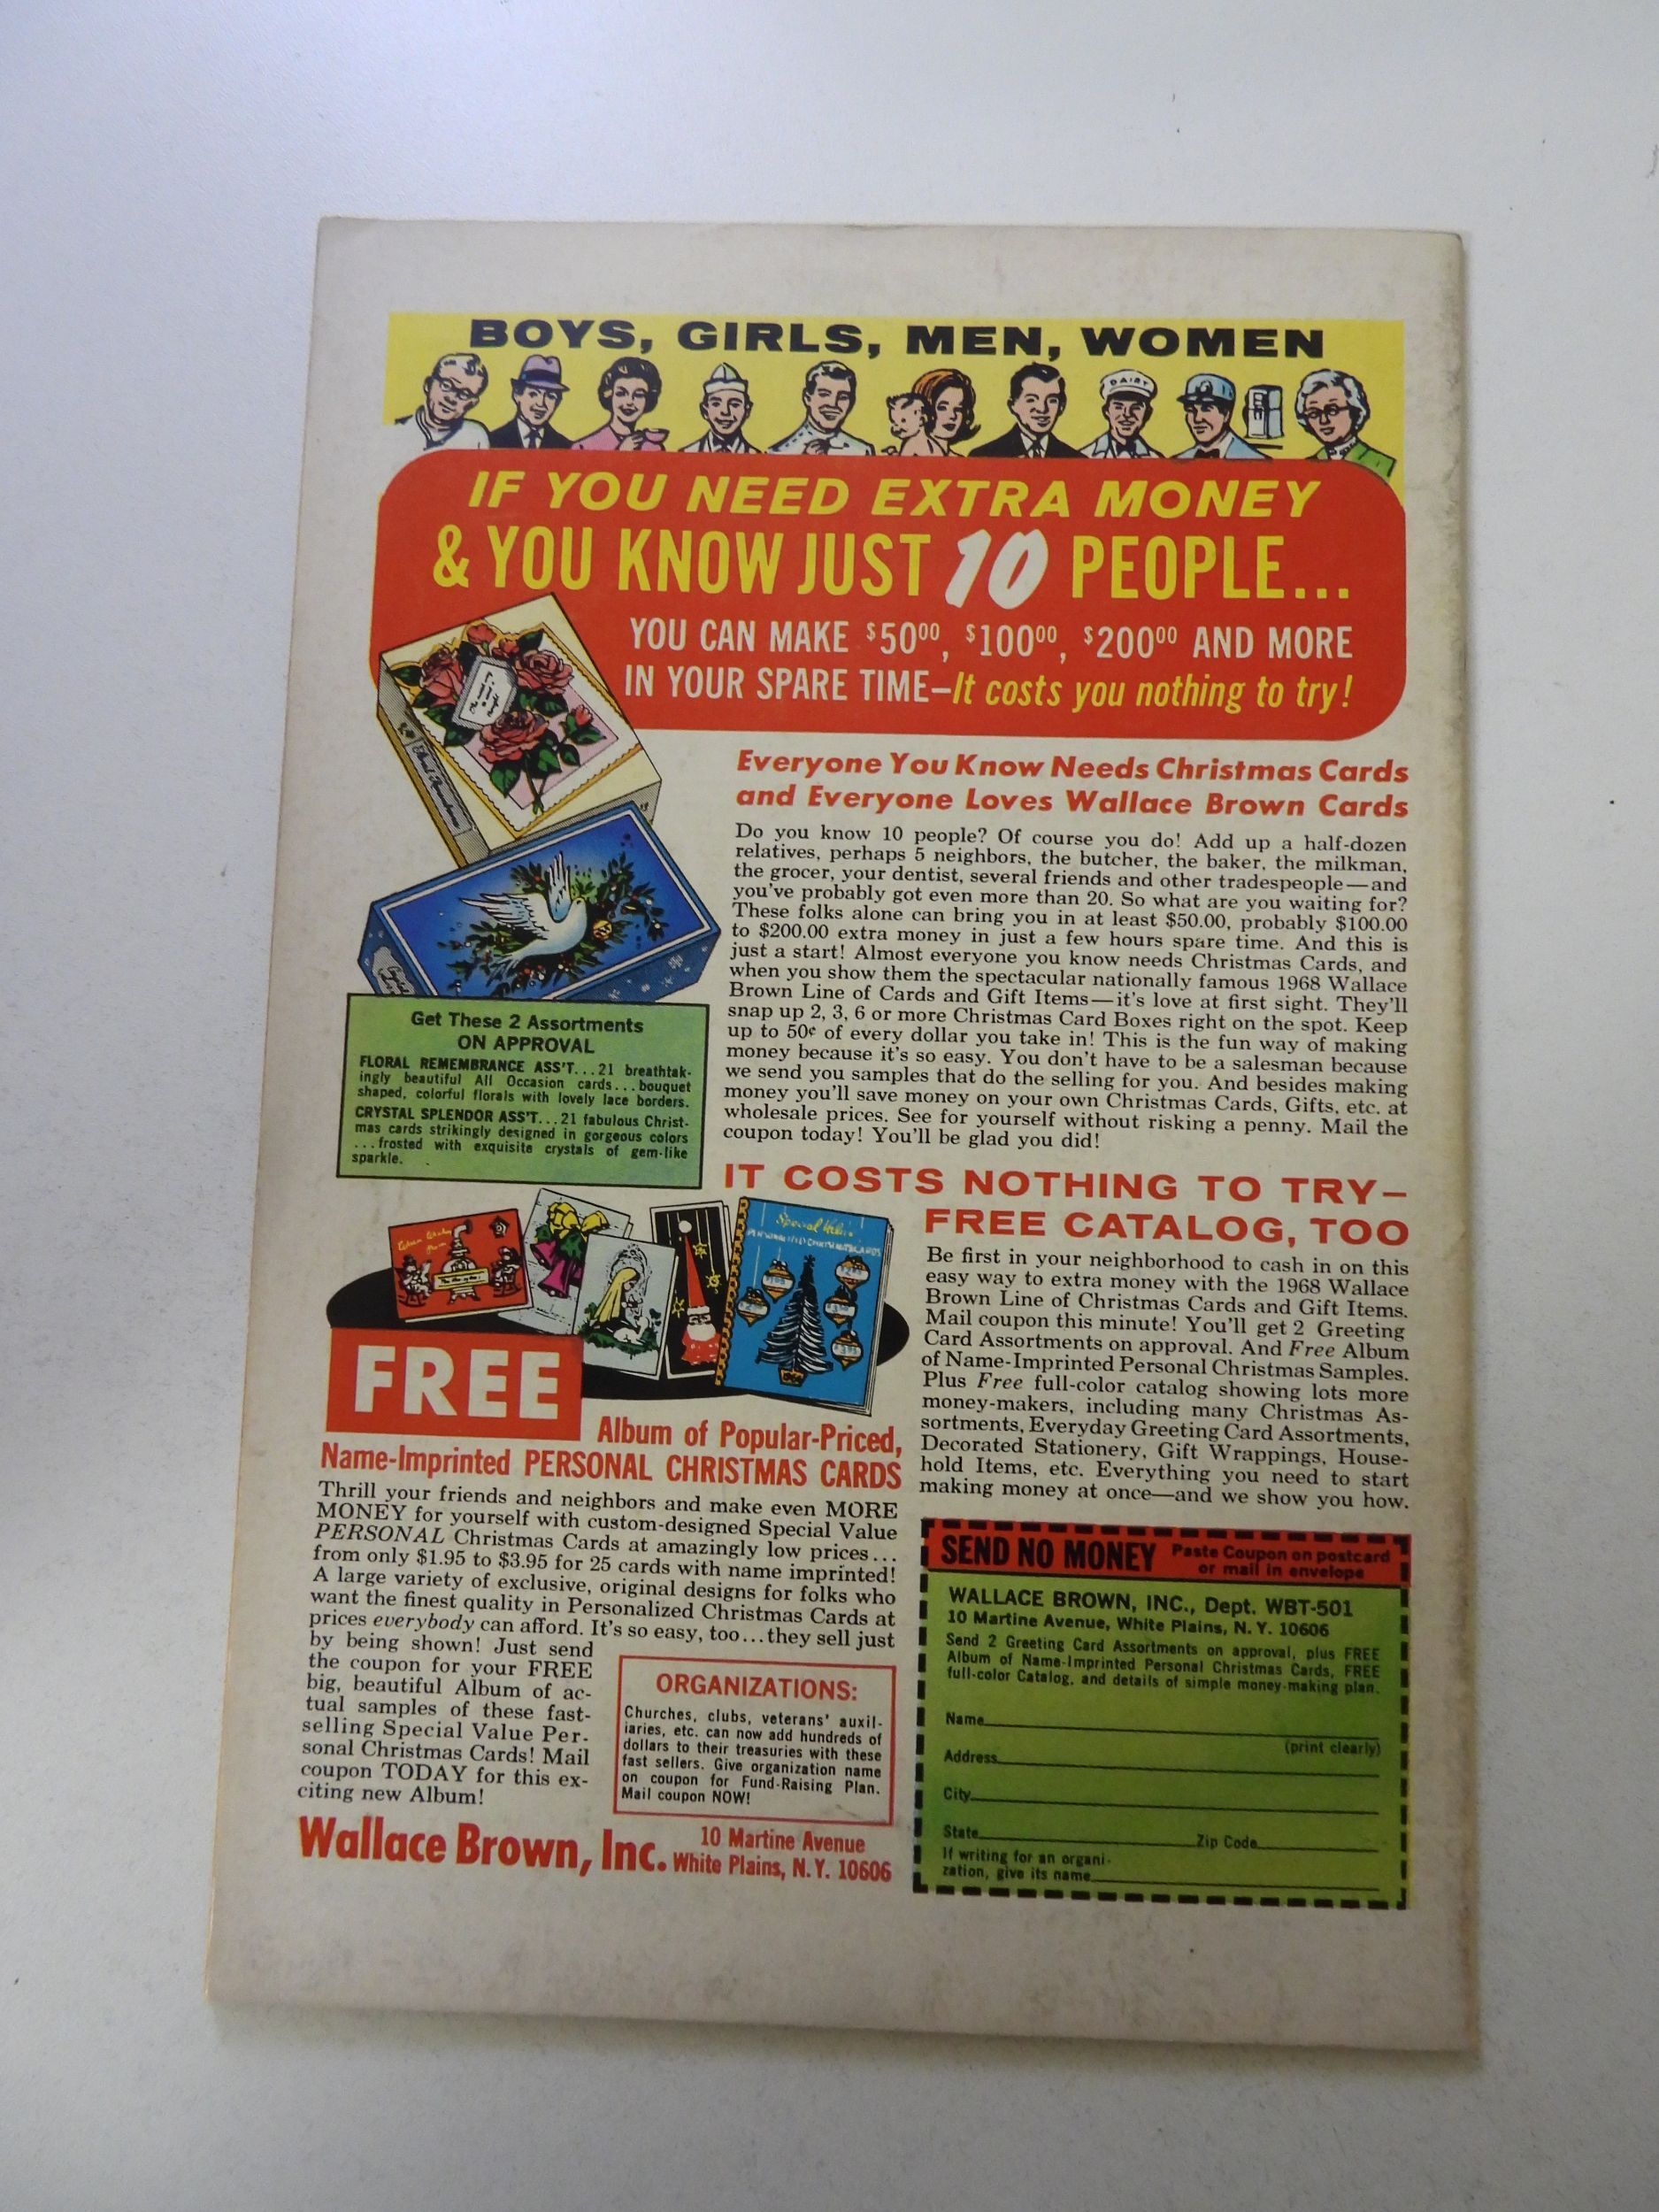 BOYS, GIRLS, MEN, WOMEN
DAIRY
IF YOU NEED EXTRA MONEY
& YOU KNOW JUST 10 PEOPLE...
YOU CAN MAKE $50.00, $100.00, $200.00 AND MORE
IN YOUR SPARE TIME—It costs you nothing to try!
Everyone You Know Needs Christmas Cards
and Everyone Loves Wallace Brown Cards
Do you know 10 people? Of course you do! Add up a half-dozen
relatives, perhaps 5 neighbors, the butcher, the baker, the milkman,
the grocer, your dentist, several friends and other tradespeople—and
you've probably got even more than 20. So what are you waiting for?
These folks alone can bring you in at least $50.00, probably $100.00
to $200.00 extra money in just a few hours spare time. And this is
just a start! Almost everyone you know needs Christmas Cards, and
when you show them the spectacular nationally famous 1968 Wallace
Brown Line of Cards and Gift Items—it's love at first sight. They'll
snap up 2, 3, 6 or more Christmas Card Boxes right on the spot. Keep
up to 50¢ of every dollar you take in! This is the fun way of making
money because it's so easy. You don't have to be a salesman because
we send you samples that do the selling for you. And besides making
money you'll save money on your own Christmas Cards, Gifts, etc. at
wholesale prices. See for yourself without risking a penny. Mail the
coupon today! You'll be glad you did!
Get These 2 Assortments
ON APPROVAL
FLORAL REMEMBRANCE ASS'T...21 breathtak-
ingly beautiful All Occasion cards...bouquet
shaped, colorful florals with lovely lace borders.
CRYSTAL SPLENDOR ASS'T...21 fabulous Christ-
mas cards strikingly designed in gorgeous colors
...frosted with exquisite crystals of gem-like
sparkle.
IT COSTS NOTHING TO TRY—
FREE CATALOG, TOO
Be first in your neighborhood to cash in on this
easy way to extra money with the 1968 Wallace
Brown Line of Christmas Cards and Gift Items.
Mail coupon this minute! You'll get 2 Greeting
Card Assortments on approval. And Free Album
of Name-Imprinted Personal Christmas Samples.
Plus Free full-color catalog showing lots more
money-makers, including many Christmas As-
sortments, Everyday Greeting Card Assortments,
Decorated Stationery, Gift Wrappings, House-
hold Items, etc. Everything you need to start
making money at once—and we show you how.
Special Value
PERSONALIZED CHRISTMAS CARDS
FREE
Album of Popular-Priced,
Name-Imprinted PERSONAL CHRISTMAS CARDS
Thrill your friends and neighbors and make even MORE
MONEY for yourself with custom-designed Special Value
PERSONAL Christmas Cards at amazingly low prices...
from only $1.95 to $3.95 for 25 cards with name imprinted!
A large variety of exclusive, original designs for folks who
want the finest quality in Personalized Christmas Cards at
prices everybody can afford. It's so easy, too...they sell just
by being shown! Just send
the coupon for your FREE
big, beautiful Album of ac-
tual samples of these fast-
selling Special Value Per-
sonal Christmas Cards! Mail
coupon TODAY for this ex-
citing new Album!
ORGANIZATIONS:
Churches, clubs, veterans' auxil-
iaries, etc. can now add hundreds of
dollars to their treasuries with these
fast sellers. Give organization name
on coupon for Fund-Raising Plan.
Mail coupon NOW!
Wallace Brown, Inc. 10 Martine Avenue
White Plains, N.Y. 10606
SEND NO MONEY Paste Coupon on postcard
or mail in envelope
WALLACE BROWN, INC., Dept. WBT-501
10 Martine Avenue, White Plains, N. Y. 10606
Send 2 Greeting Card Assortments on approval, plus FREE
Album of Name-Imprinted Personal Christmas Cards, FREE
full-color Catalog, and details of simple money-making plan.
Name
(print clearly)
Address
City
State Zip Code
If writing for an organi-
zation, give its name